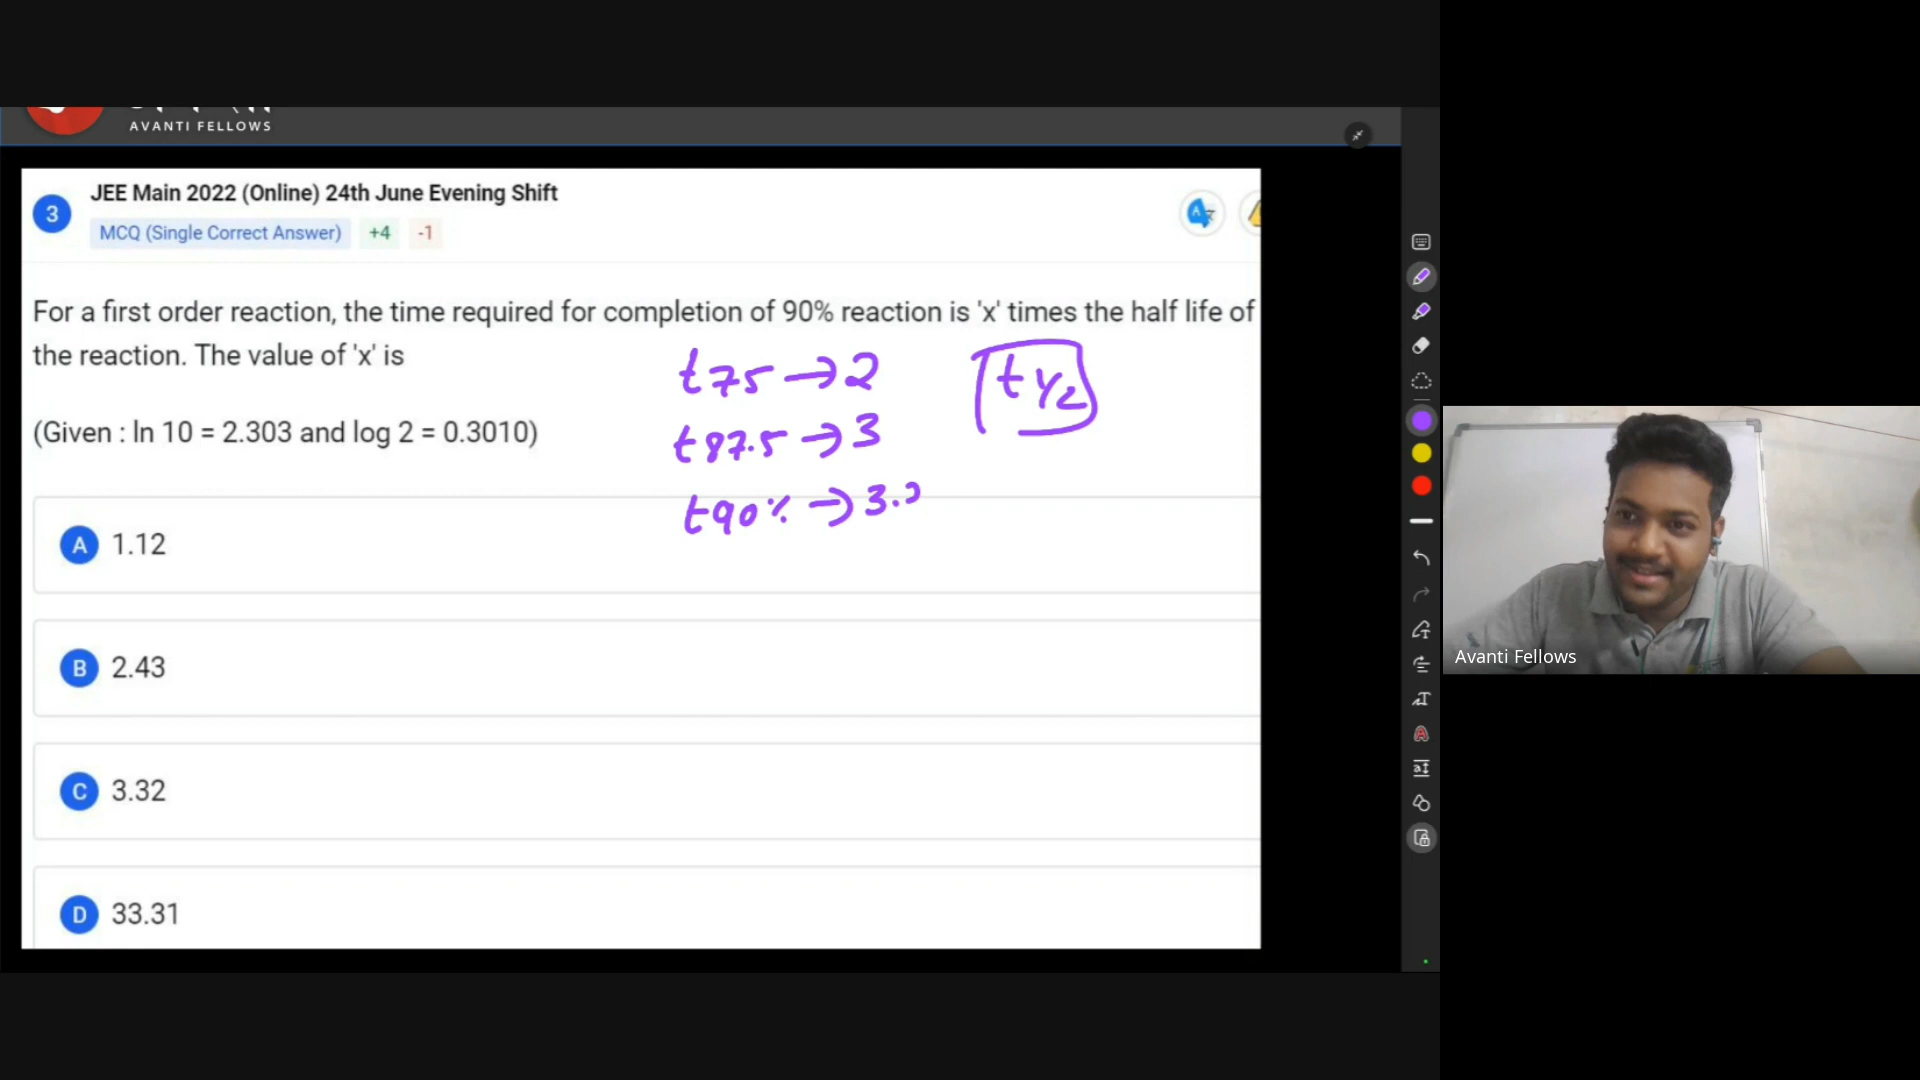 AVANTI FELLOWS
3
JEE Main 2022 (Online) 24th June Evening Shift
MCQ (Single Correct Answer) +4 -1
For a first order reaction, the time required for completion of 90% reaction is 'x' times the half life of
the reaction. The value of 'x' is
t75 → 2
t½
(Given : ln 10 = 2.303 and log 2 = 0.3010)
t87.5 → 3
t90% → 3.
A 1.12
B 2.43
C 3.32
D 33.31
Avanti Fellows